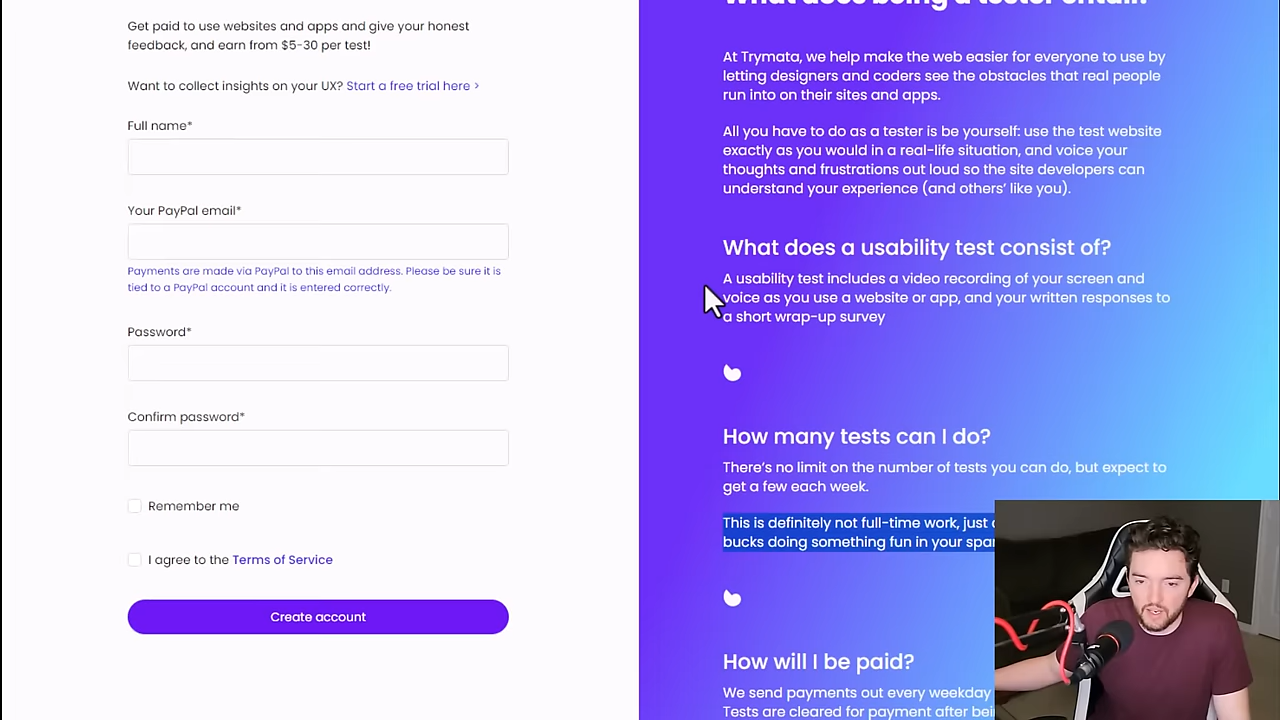 Get paid to use websites and apps and give your honest
feedback, and earn from $5-30 per test!
Want to collect insights on your UX? Start a free trial here >
Full name*
Your PayPal email*
Payments are made via PayPal to this email address. Please be sure it is
tied to a PayPal account and it is entered correctly.
Password*
Confirm password*
Remember me
I agree to the Terms of Service
Create account
What does being a tester entail?
At Trymata, we help make the web easier for everyone to use by
letting designers and coders see the obstacles that real people
run into on their sites and apps.
All you have to do as a tester is be yourself: use the test website
exactly as you would in a real-life situation, and voice your
thoughts and frustrations out loud so the site developers can
understand your experience (and others' like you).
What does a usability test consist of?
A usability test includes a video recording of your screen and
voice as you use a website or app, and your written responses to
a short wrap-up survey
How many tests can I do?
There's no limit on the number of tests you can do, but expect to
get a few each week.
This is definitely not full-time work, just
bucks doing something fun in your
How will I be paid?
We send payments out every weekday
Tests are cleared for payment after